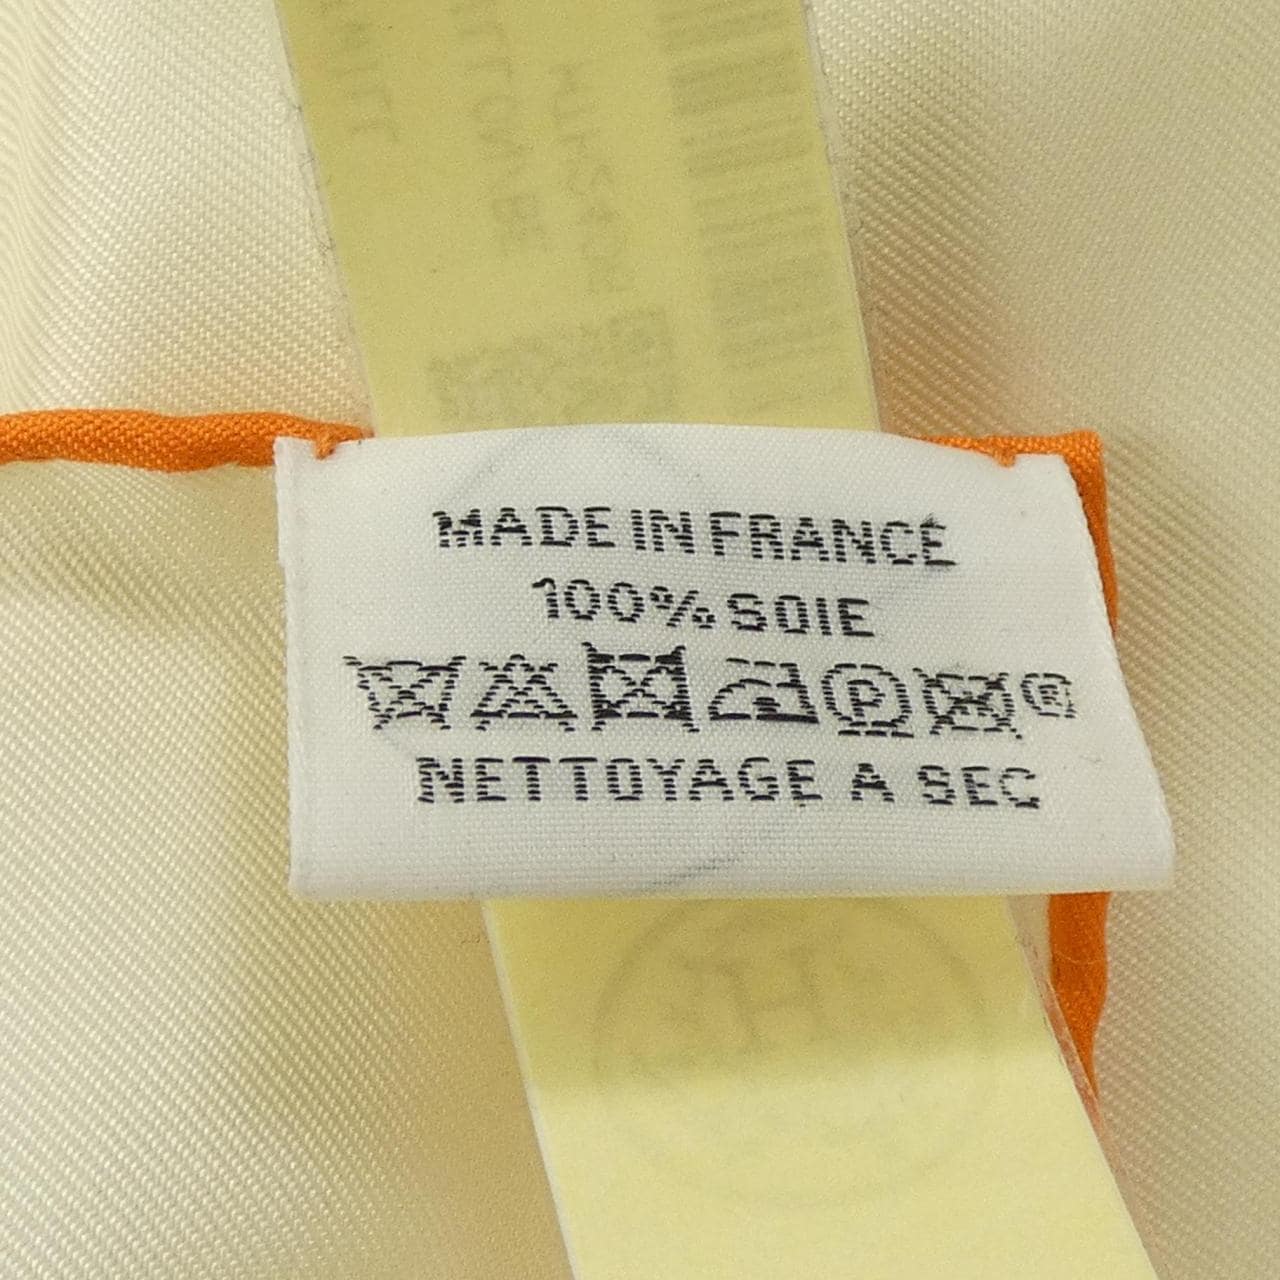 MADE IN FRANCE
100% SOIE
P ®
NETTOYAGE A SEC